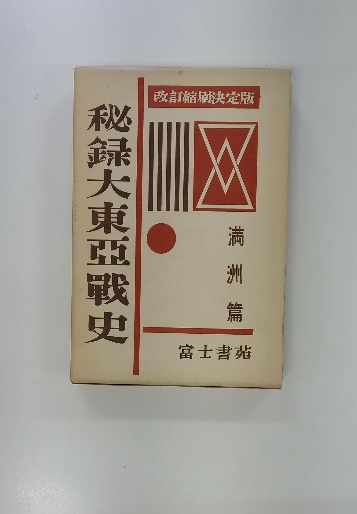 改訂縮刷決定版
秘録大東亞戰史
満洲篇
富士書苑